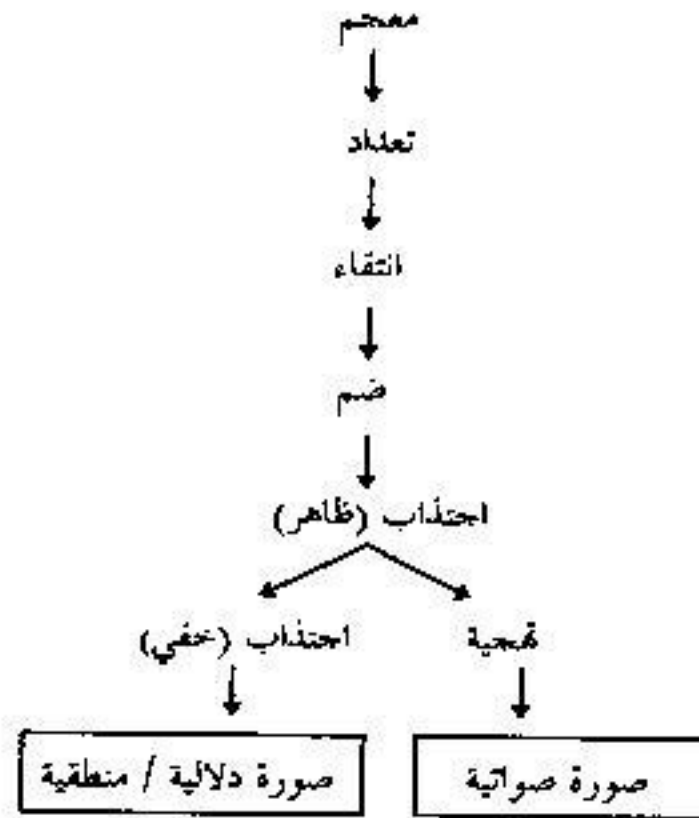 معجم
تعداد
انتقاء
ضم
اجتذاب (ظاهر)
تهجية
اجتذاب (خفي)
صورة صواتية
صورة دلالية / منطقية